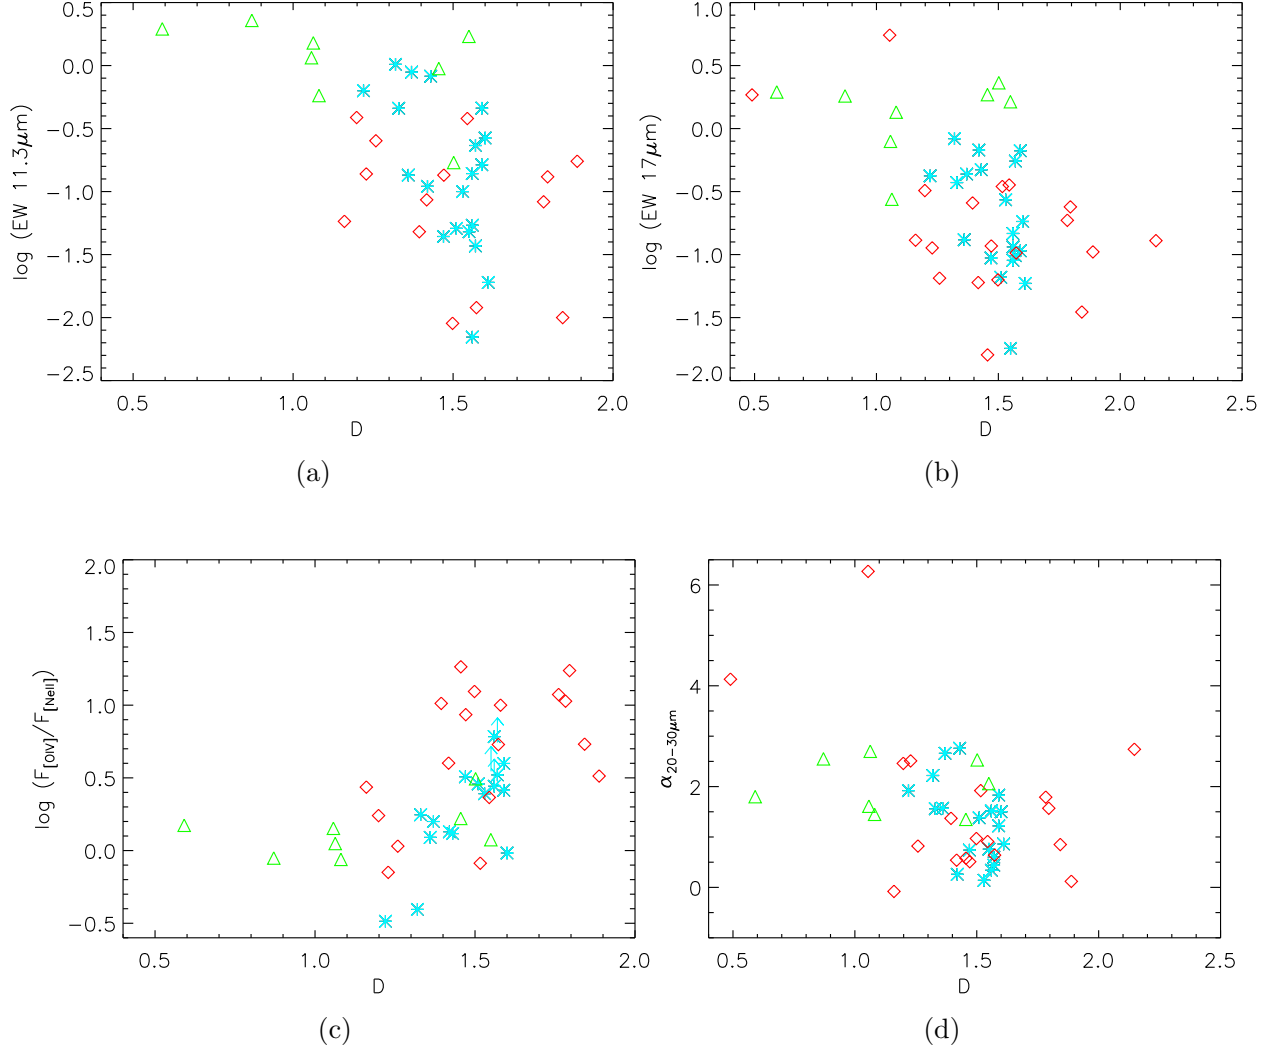 0.5
0.0
−0.5
−1.0
−1.5
−2.0
−2.5
log (EW 11.3μm)
0.5 1.0 1.5 2.0
D
(a)
1.0
0.5
0.0
−0.5
−1.0
−1.5
−2.0
log (EW 17μm)
0.5 1.0 1.5 2.0 2.5
D
(b)
2.0
1.5
1.0
0.5
0.0
−0.5
log (F[OIV]/F[NeII])
0.5 1.0 1.5 2.0
D
(c)
6
4
2
0
α20−30μm
0.5 1.0 1.5 2.0 2.5
D
(d)